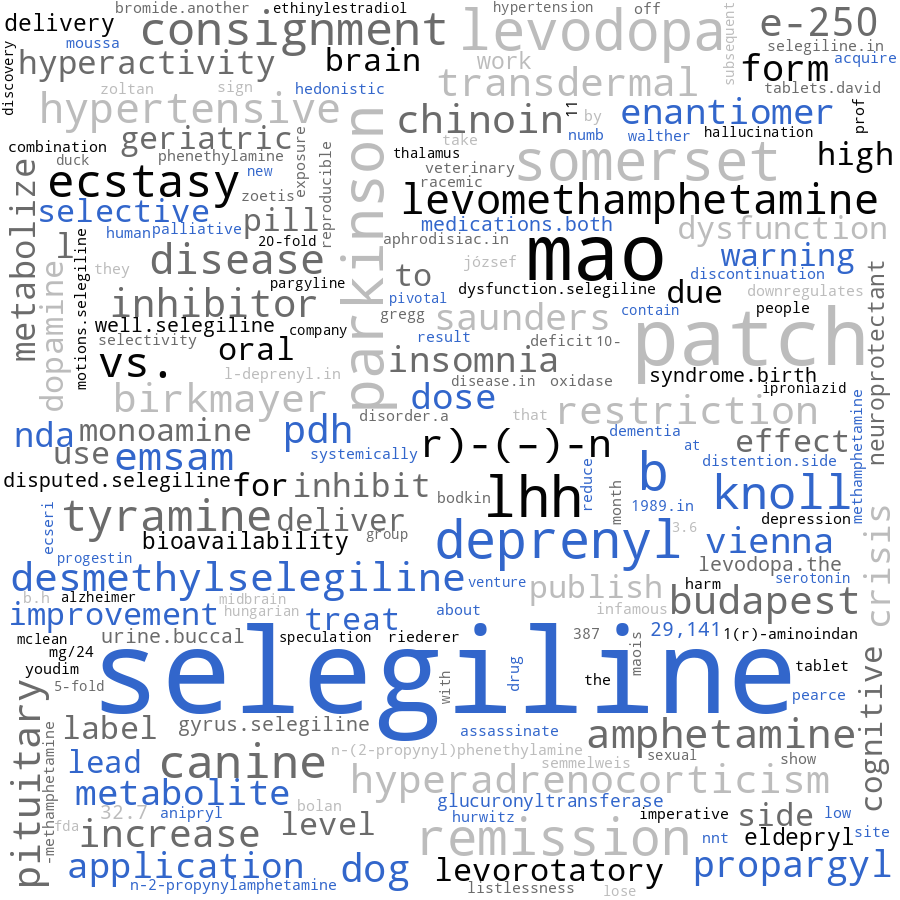 bromide.another
ethinylestradiol
hypertension
off
delivery
consignment
levodopa
e-250
moussa
selegiline.in
hyperactivity
brain
work
form
acquire
discovery
zoltan
sign
hedonistic
transdermal
subsequent
tablets.david
hypertensive
parkinson
chinoin
11
by
enantiomer
prof
geriatric
numb
walther
hallucination
combination
duck
phenethylamine
exposure
reproducible
take
thalamus
somerset
high
ecstasy
new
veterinary
racemic
metabolize
zoetis
levomethamphetamine
selective
pill
human
palliative
medications.both
dysfunction
l
20-fold
aphrodisiac.in
mao
warning
disease
they
józsef
discontinuation
motions.selegiline
pargyline
to
dysfunction.selegiline
due
downregulates
neuroprotectant
dopamine
inhibitor
pivotal
gregg
saunders
contain
people
patch
well.selegiline
company
selectivity
result
deficit
10-
vs.
oral
insomnia
l-deprenyl.in
disease.in
oxidase
syndrome.birth
iproniazid
birkmayer
dose
disorder.a
that
restriction
methamphetamine
nda
monoamine
pdh
r)-(–)-n
dementia
effect
use
emsam
systemically
at
distention.side
disputed.selegiline
for
inhibit
bodkin
lhh
reduce
month
b
1989.in
knoll
ecseri
tyramine
deliver
group
3.6
depression
crisis
bioavailability
deprenyl
vienna
progestin
levodopa.the
desmethylselegiline
venture
publish
harm
serotonin
b.h
alzheimer
midbrain
hungarian
about
infamous
budapest
improvement
treat
mclean
urine.buccal
speculation
riederer
387
maois
29,141
1(r)-aminoindan
mg/24
youdim
selegiline
5-fold
with
drug
the
tablet
pearce
cognitive
pituitary
label
gyrus.selegiline
assassinate
amphetamine
-methamphetamine
lead
canine
n-(2-propynyl)phenethylamine
semmelweis
sexual
show
metabolite
hyperadrenocorticism
32.7
anipryl
bolan
glucuronyltransferase
hurwitz
imperative
side
low
fda
increase
level
remission
nnt
eldepryl
site
application
dog
levorotatory
propargyl
n-2-propynylamphetamine
listlessness
lose